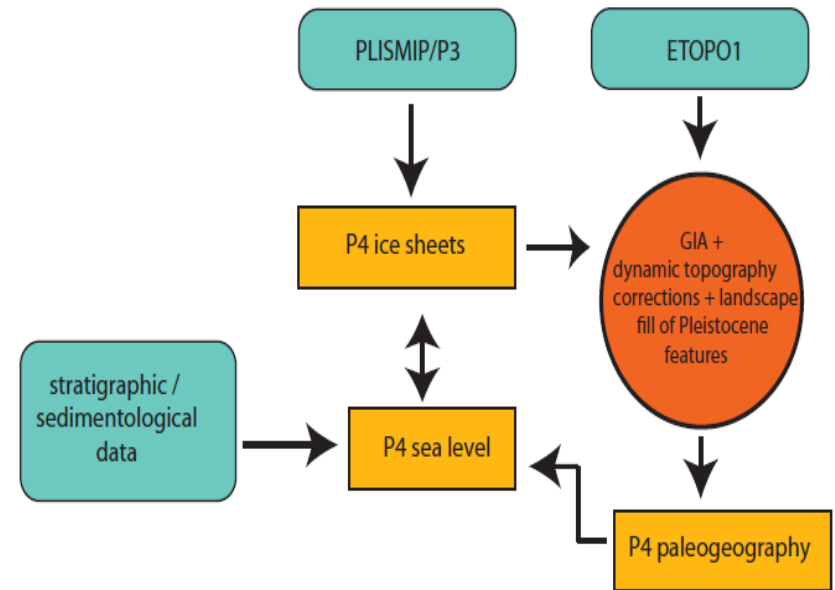 PLISMIP/P3
ETOPO1
P4 ice sheets
GIA +
dynamic topography
corrections + landscape
fill of Pleistocene
features
stratigraphic /
sedimentological
data
P4 sea level
P4 paleogeography